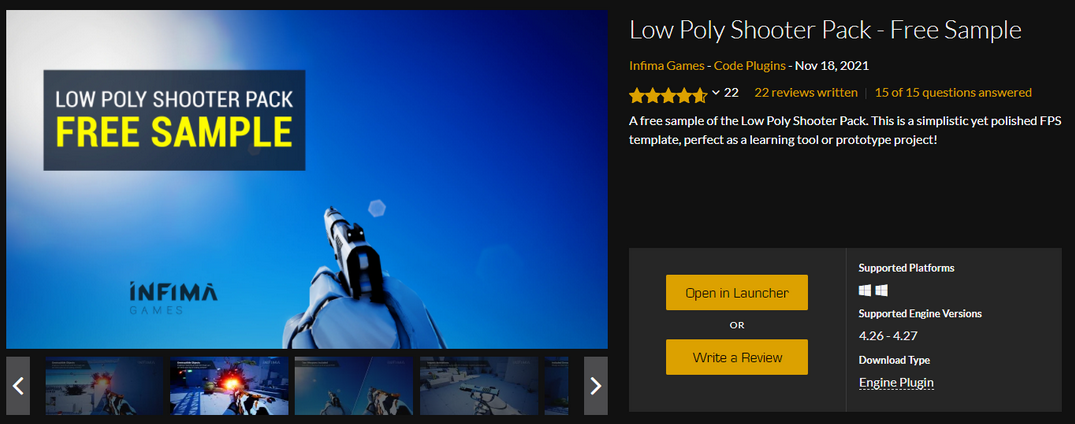 LOW POLY SHOOTER PACK
FREE SAMPLE
INFIMA
GAMES
Low Poly Shooter Pack - Free Sample
Infima Games - Code Plugins - Nov 18, 2021
22 22 reviews written | 15 of 15 questions answered
A free sample of the Low Poly Shooter Pack. This is a simplistic yet polished FPS
template, perfect as a learning tool or prototype project!
Open in Launcher
OR
Write a Review
Supported Platforms
Supported Engine Versions
4.26 - 4.27
Download Type
Engine Plugin